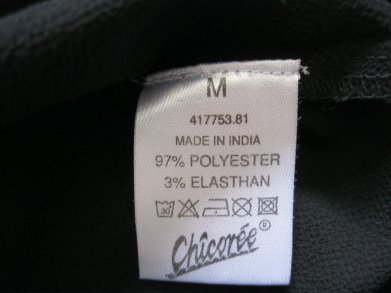 M
417753.81
MADE IN INDIA
97% POLYESTER
3% ELASTHAN
30
Chicorée ®